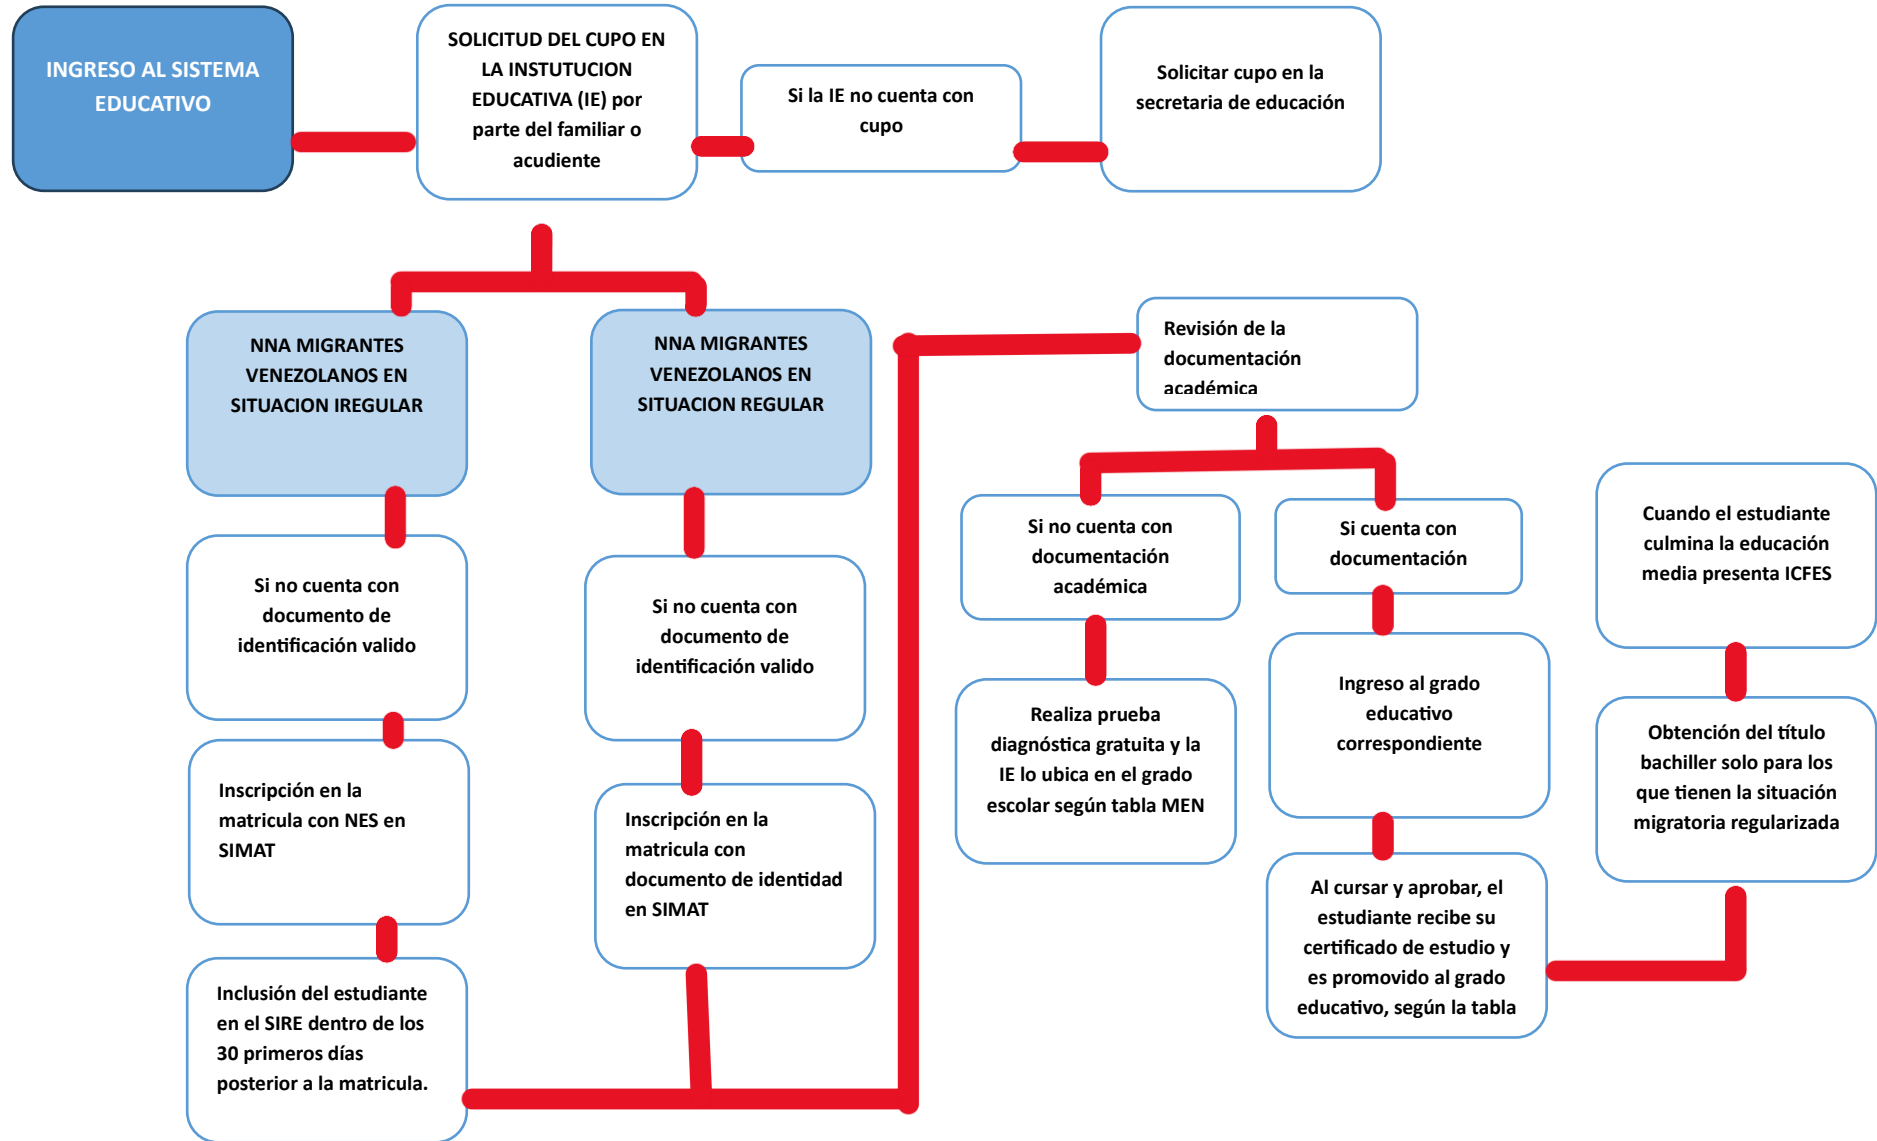 INGRESO AL SISTEMA
EDUCATIVO
SOLICITUD DEL CUPO EN
LA INSTUTUCION
EDUCATIVA (IE) por
parte del familiar o
acudiente
Si la IE no cuenta con
cupo
Solicitar cupo en la
secretaria de educación
NNA MIGRANTES
VENEZOLANOS EN
SITUACION IREGULAR
NNA MIGRANTES
VENEZOLANOS EN
SITUACION REGULAR
Si no cuenta con
documento de
identificación valido
Si no cuenta con
documento de
identificación valido
Inscripción en la
matricula con NES en
SIMAT
Inscripción en la
matricula con
documento de identidad
en SIMAT
Inclusión del estudiante
en el SIRE dentro de los
30 primeros días
posterior a la matricula.
Revisión de la
documentación
académica
Si no cuenta con
documentación
académica
Si cuenta con
documentación
Realiza prueba
diagnóstica gratuita y la
IE lo ubica en el grado
escolar según tabla MEN
Ingreso al grado
educativo
correspondiente
Al cursar y aprobar, el
estudiante recibe su
certificado de estudio y
es promovido al grado
educativo, según la tabla
Cuando el estudiante
culmina la educación
media presenta ICFES
Obtención del título
bachiller solo para los
que tienen la situación
migratoria regularizada